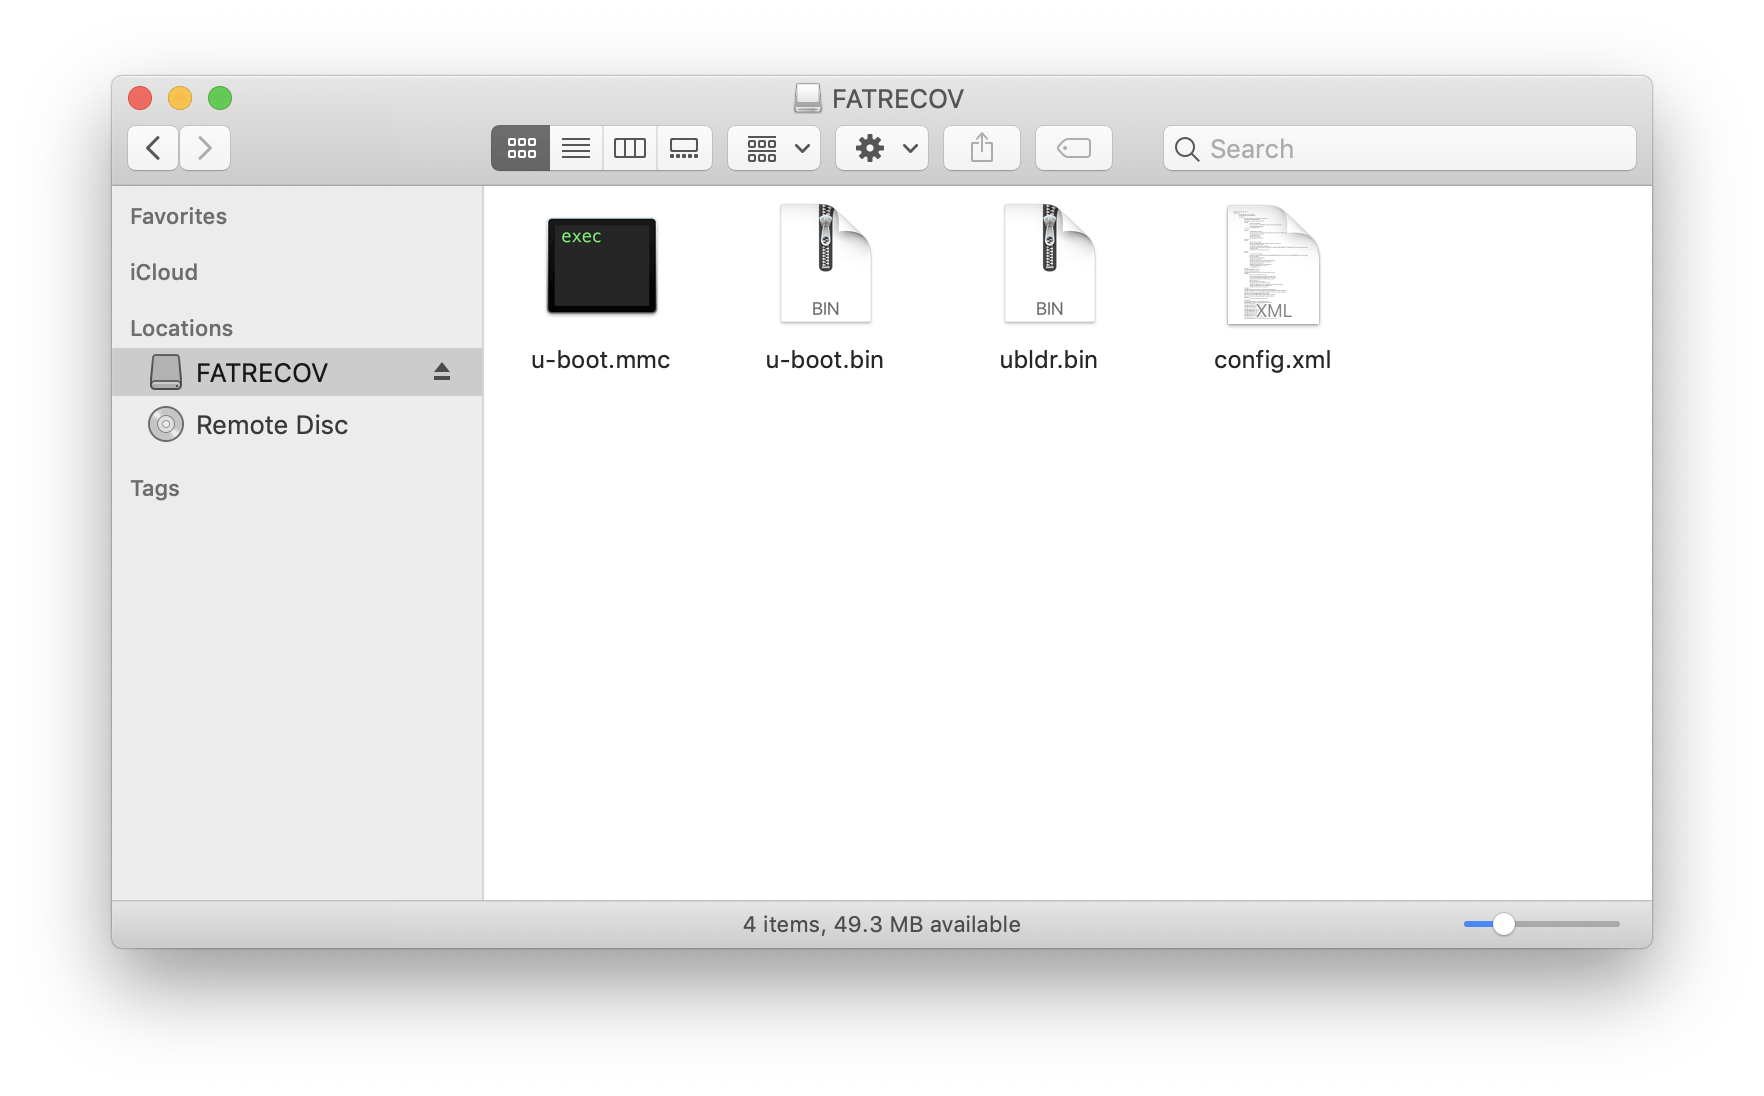 FATRECOV
Search
Favorites
iCloud
Locations
FATRECOV
Remote Disc
Tags
exec
BIN
BIN
XML
u-boot.mmc
u-boot.bin
ubldr.bin
config.xml
4 items, 49.3 MB available